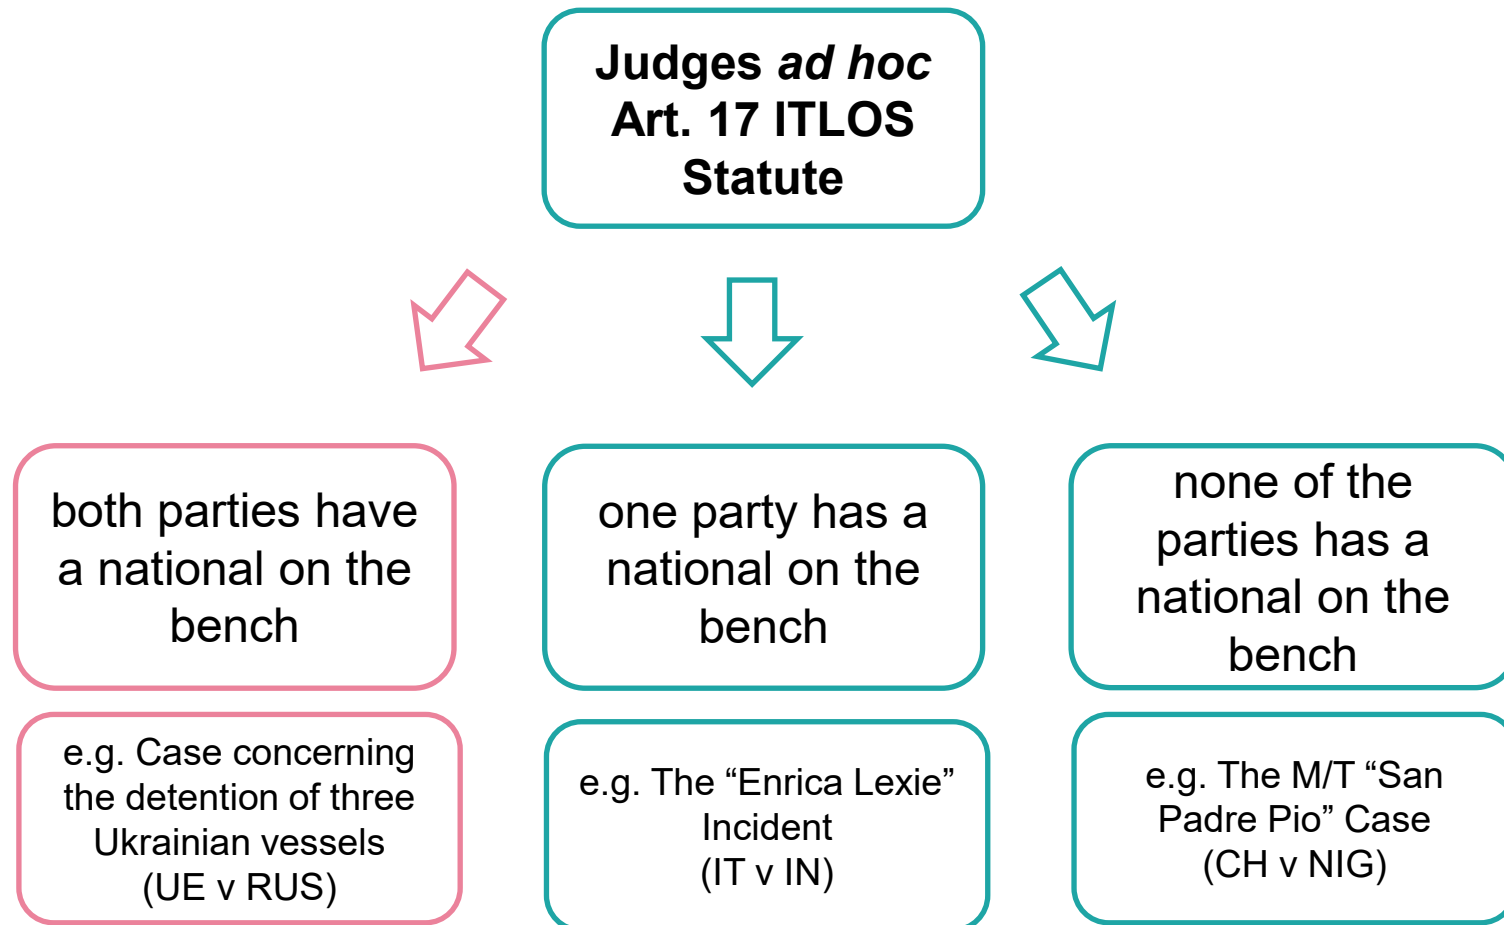 Judges ad hoc
Art. 17 ITLOS
Statute
both parties have
a national on the
bench
one party has a
national on the
bench
none of the
parties has a
national on the
bench
e.g. Case concerning
the detention of three
Ukrainian vessels
(UE v RUS)
e.g. The “Enrica Lexie”
Incident
(IT v IN)
e.g. The M/T “San
Padre Pio” Case
(CH v NIG)